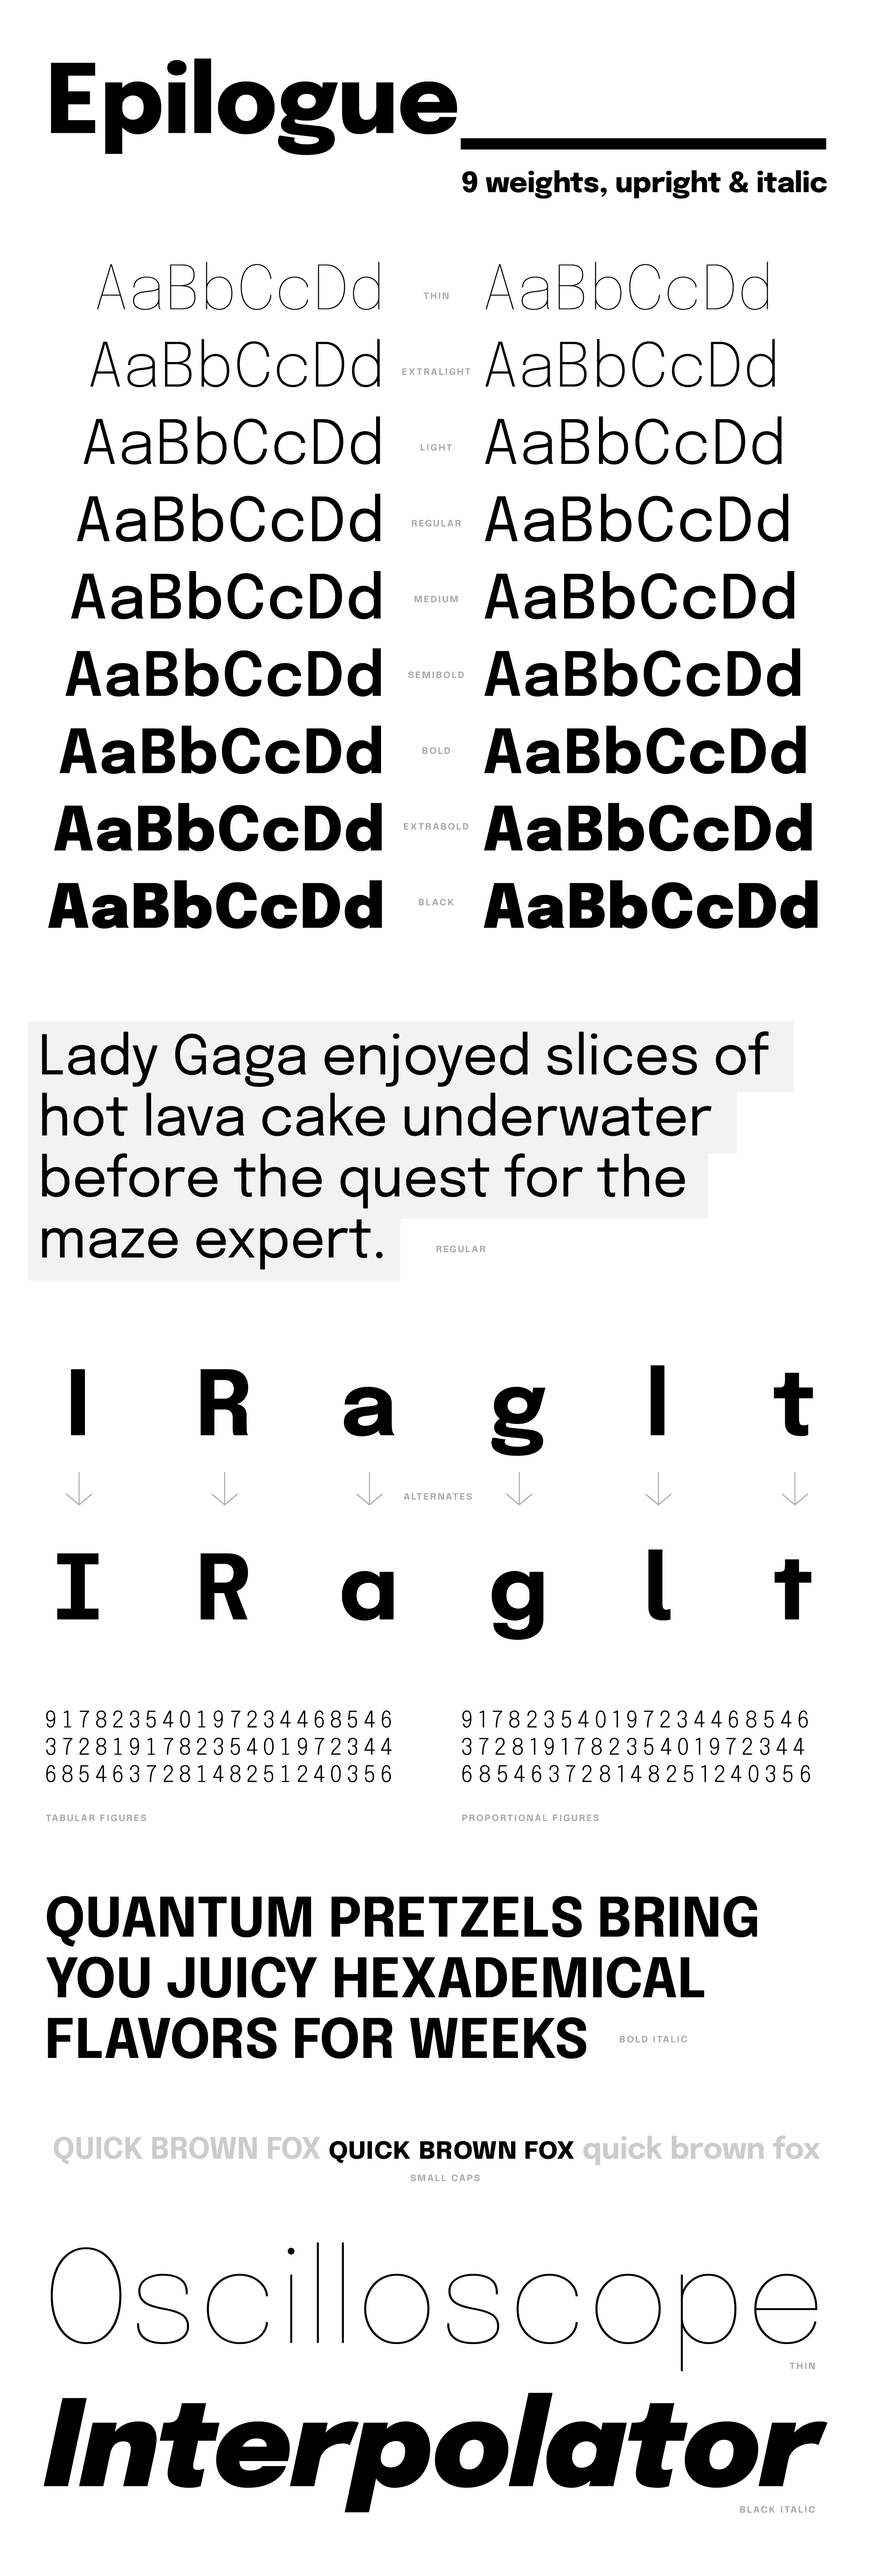 Epilogue
9 weights, upright & italic
AaBbCcDd THIN AaBbCcDd
AaBbCcDd EXTRALIGHT AaBbCcDd
AaBbCcDd LIGHT AaBbCcDd
AaBbCcDd REGULAR AaBbCcDd
AaBbCcDd MEDIUM AaBbCcDd
AaBbCcDd SEMIBOLD AaBbCcDd
AaBbCcDd BOLD AaBbCcDd
AaBbCcDd EXTRABOLD AaBbCcDd
AaBbCcDd BLACK AaBbCcDd
Lady Gaga enjoyed slices of
hot lava cake underwater
before the quest for the
maze expert. REGULAR
I R a g l t
ALTERNATES
I R a g l t
917823540197234468546 917823540197234468546
372819178235401972344 372819178235401972344
685463728148251240356 685463728148251240356
TABULAR FIGURES PROPORTIONAL FIGURES
QUANTUM PRETZELS BRING
YOU JUICY HEXADEMICAL
FLAVORS FOR WEEKS BOLD ITALIC
QUICK BROWN FOX QUICK BROWN FOX quick brown fox
SMALL CAPS
Oscilloscope
THIN
Interpolator
BLACK ITALIC